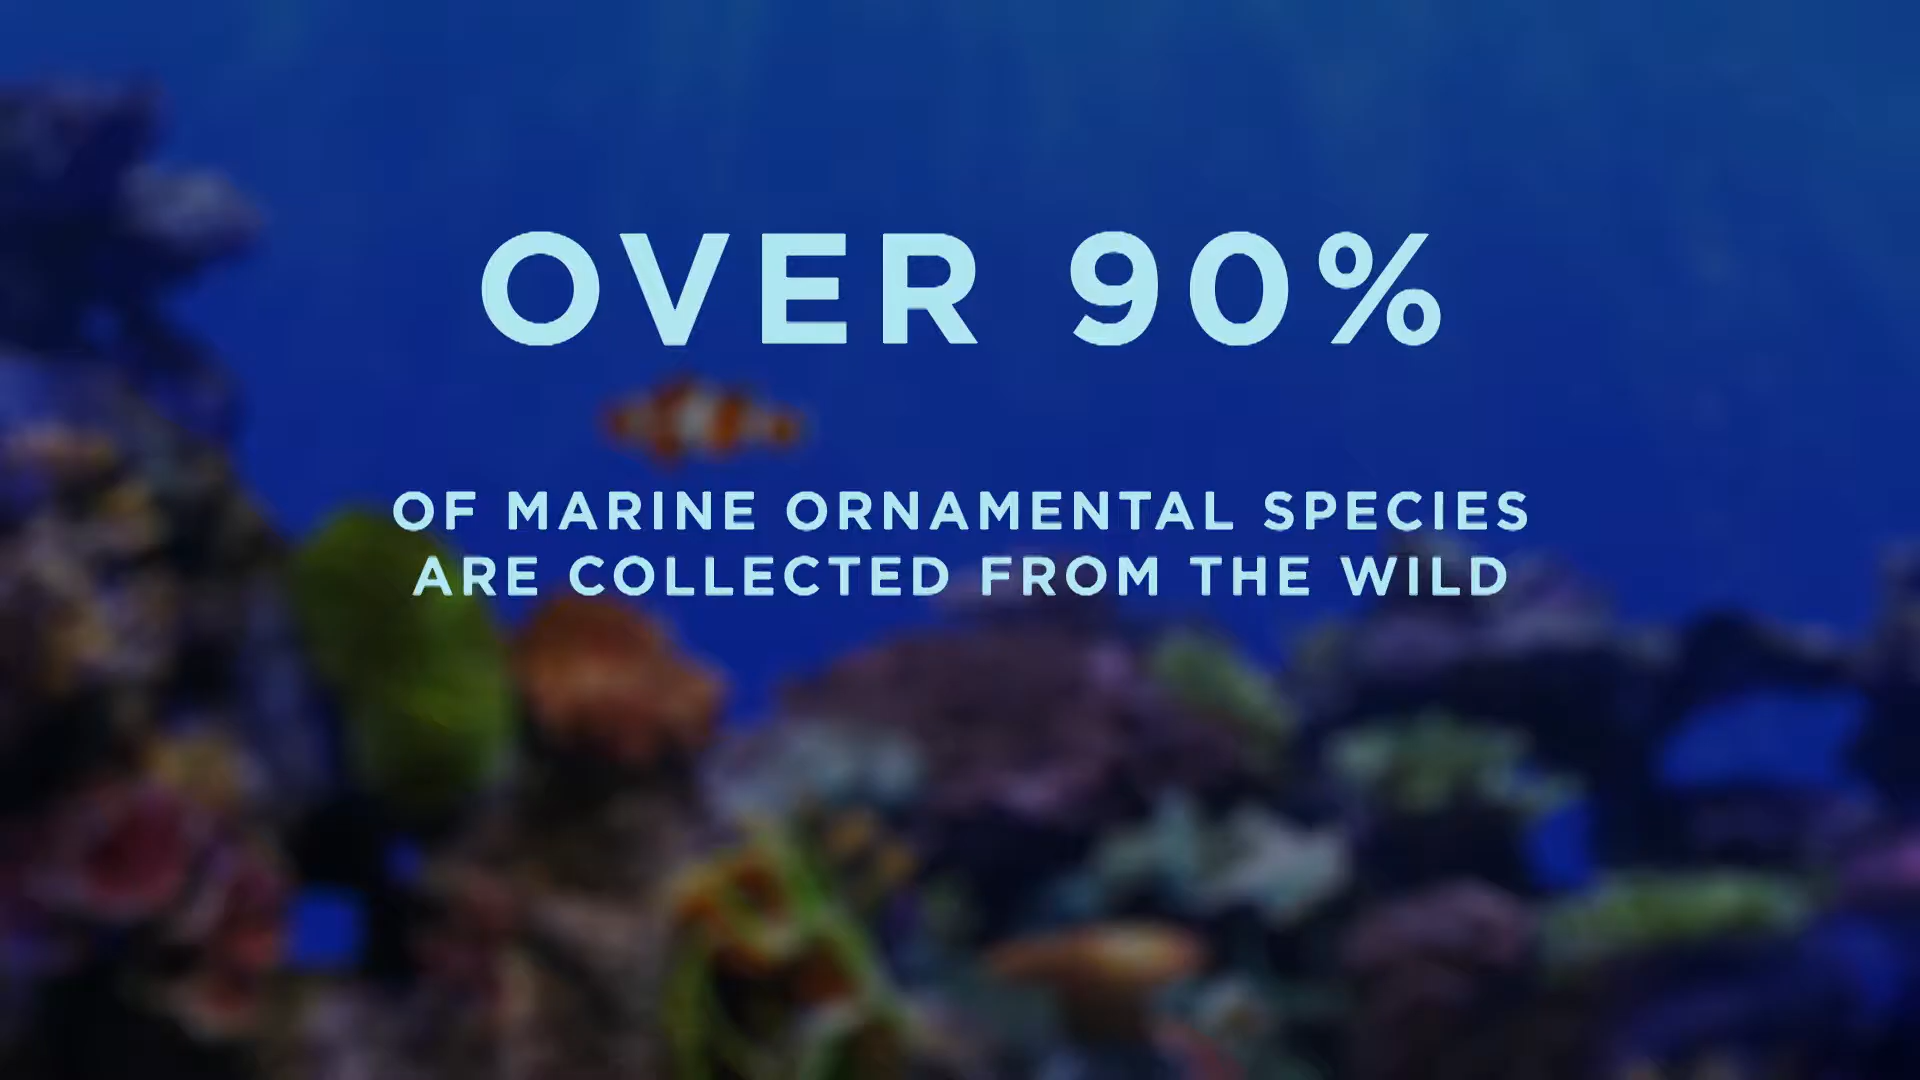 OVER 90%
OF MARINE ORNAMENTAL SPECIES
ARE COLLECTED FROM THE WILD